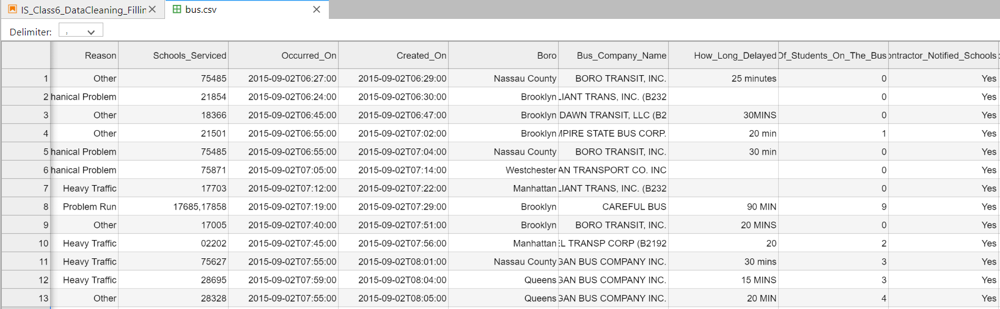 IS_Class6_DataCleaning_Fillin bus.csv
Delimiter: ,
Reason Schools_Serviced Occurred_On Created_On Boro Bus_Company_Name How_Long_Delayed Of_Students_On_The_Bus ontractor_Notified_Schools
1 Other 75485 2015-09-02T06:27:00 2015-09-02T06:29:00 Nassau County BORO TRANSIT, INC. 25 minutes 0 Yes
2 hanical Problem 21854 2015-09-02T06:24:00 2015-09-02T06:30:00 Brooklyn LIANT TRANS, INC. (B232 0 Yes
3 Other 18366 2015-09-02T06:45:00 2015-09-02T06:47:00 Brooklyn DAWN TRANSIT, LLC (B2 30MINS 0 Yes
4 Other 21501 2015-09-02T06:55:00 2015-09-02T07:02:00 Brooklyn MPIRE STATE BUS CORP. 20 min 1 Yes
5 hanical Problem 75485 2015-09-02T06:55:00 2015-09-02T07:04:00 Nassau County BORO TRANSIT, INC. 30 min 0 Yes
6 hanical Problem 75871 2015-09-02T07:05:00 2015-09-02T07:14:00 Westchester AN TRANSPORT CO. INC 0 Yes
7 Heavy Traffic 17703 2015-09-02T07:12:00 2015-09-02T07:22:00 Manhattan LIANT TRANS, INC. (B232 0 Yes
8 Problem Run 17685,17858 2015-09-02T07:19:00 2015-09-02T07:29:00 Brooklyn CAREFUL BUS 90 MIN 9 Yes
9 Other 17005 2015-09-02T07:40:00 2015-09-02T07:51:00 Brooklyn BORO TRANSIT, INC. 20 MINS 0 Yes
10 Heavy Traffic 02202 2015-09-02T07:45:00 2015-09-02T07:56:00 Manhattan EL TRANSP CORP (B2192 20 2 Yes
11 Heavy Traffic 75627 2015-09-02T07:55:00 2015-09-02T08:01:00 Nassau County GAN BUS COMPANY INC. 30 mins 3 Yes
12 Heavy Traffic 28695 2015-09-02T07:59:00 2015-09-02T08:04:00 Queens GAN BUS COMPANY INC. 15 MINS 3 Yes
13 Other 28328 2015-09-02T07:55:00 2015-09-02T08:05:00 Queens GAN BUS COMPANY INC. 20 MIN 4 Yes